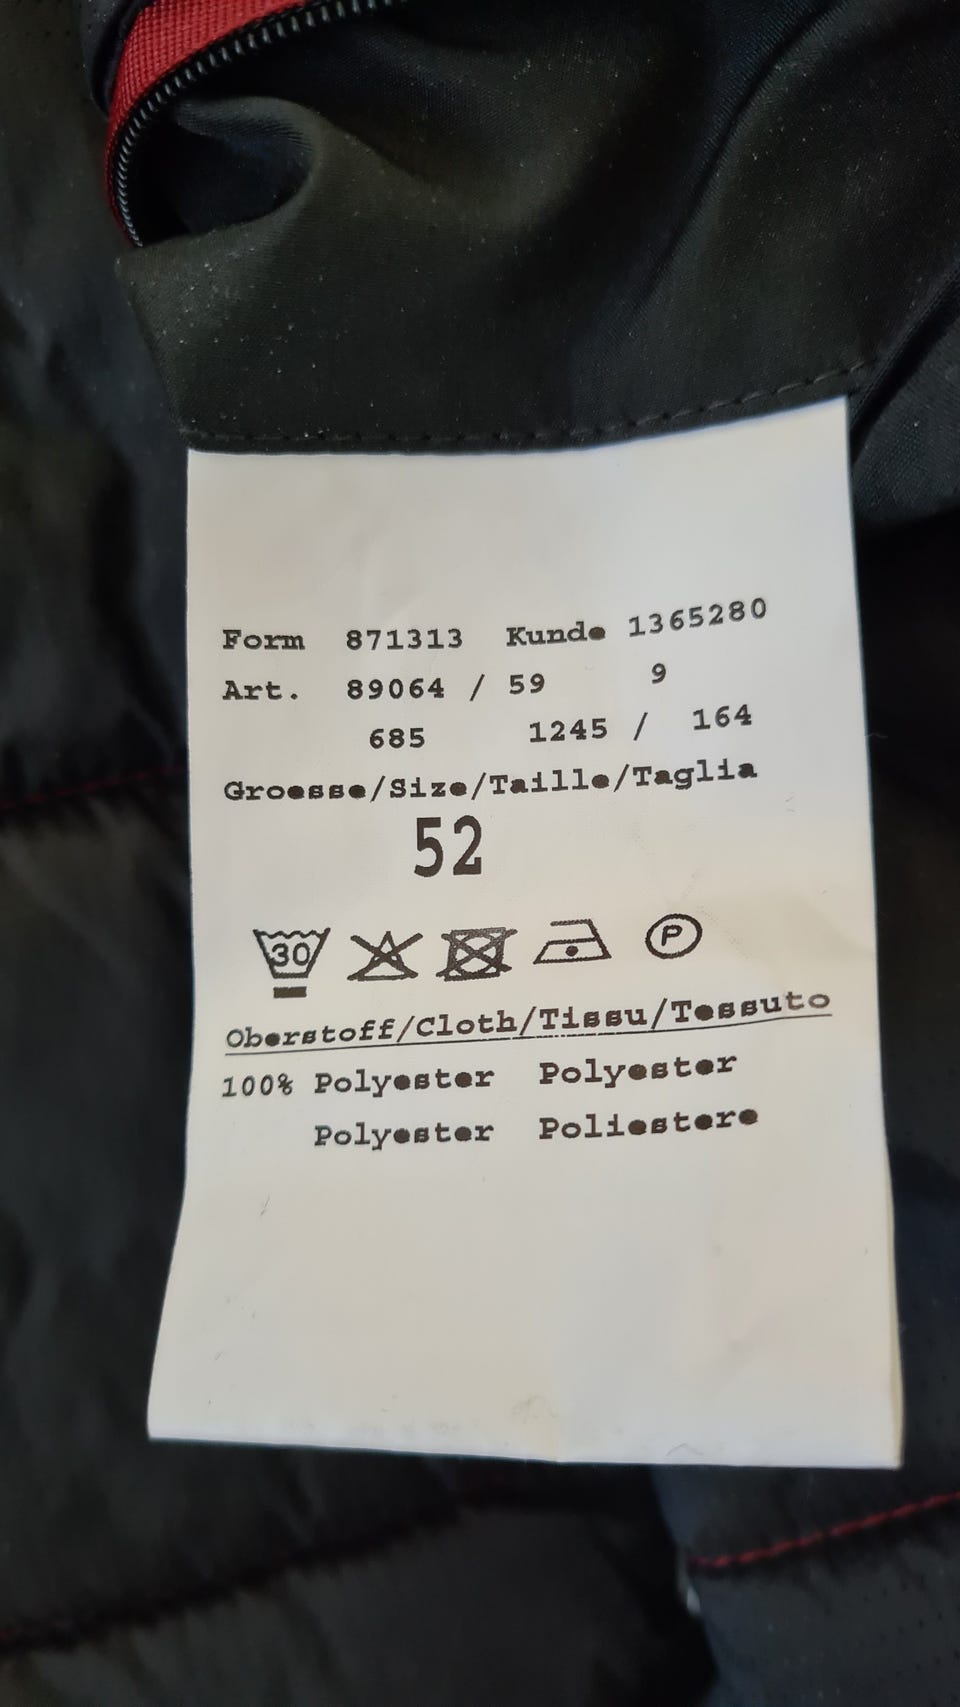 Form 871313 Kunde 1365280
Art. 89064 / 59 9
685 1245 / 164
Groesse/Size/Taille/Taglia
52
30 P
Oberstoff/Cloth/Tissu/Tessuto
100% Polyester Polyester
Polyester Poliestere